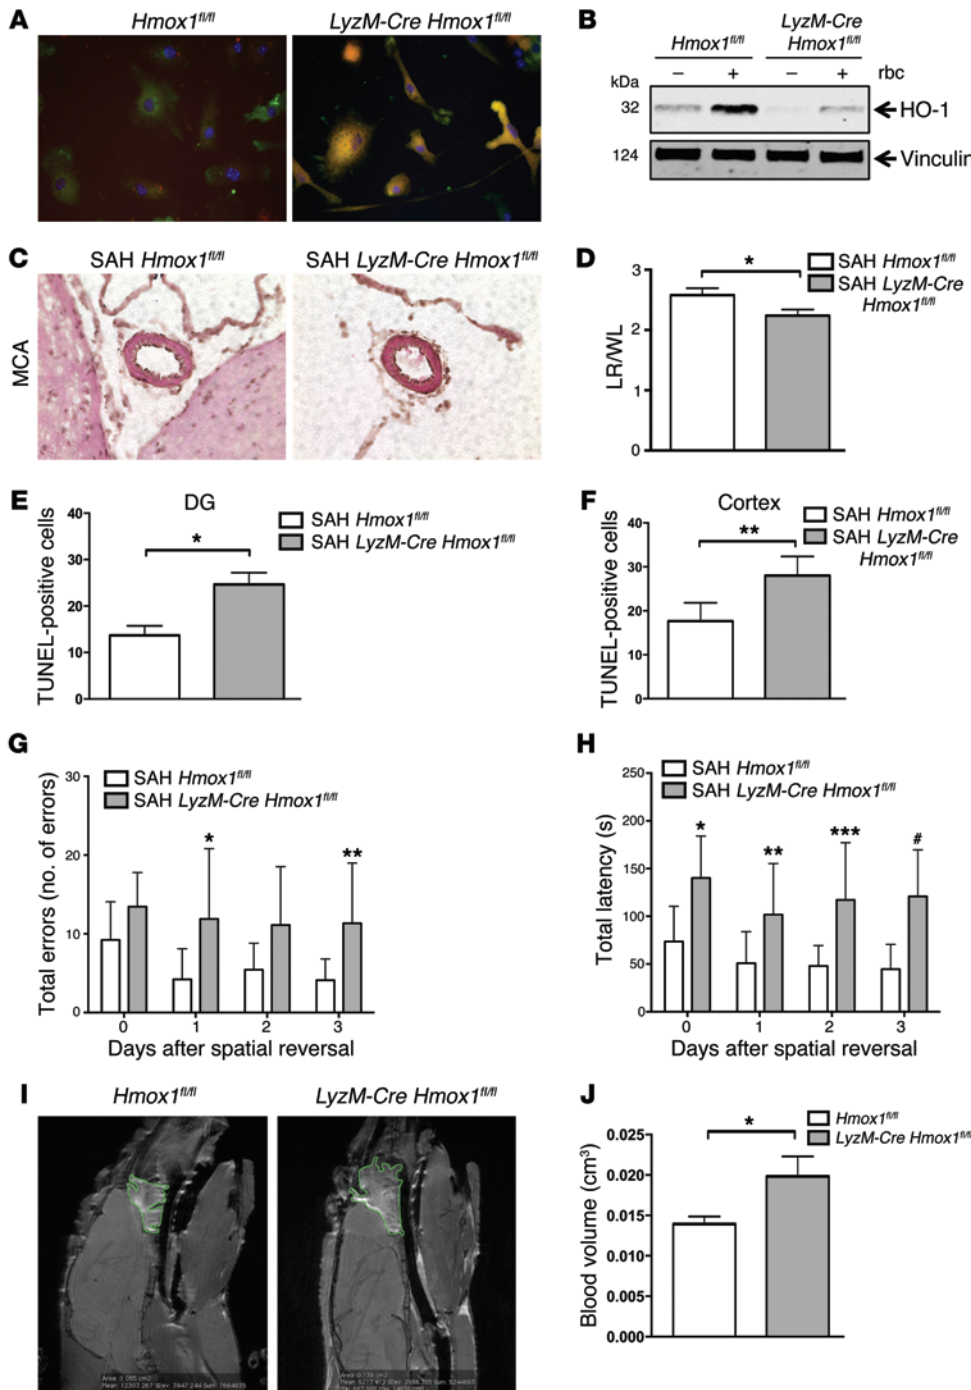 A
Hmox1fl/fl
LyzM-Cre Hmox1fl/fl
B
LyzM-Cre
Hmox1fl/fl
Hmox1fl/fl
kDa
– + – + rbc
32
HO-1
124
Vinculin
C
SAH Hmox1fl/fl
SAH LyzM-Cre Hmox1fl/fl
MCA
D
*
SAH Hmox1fl/fl
SAH LyzM-Cre
Hmox1fl/fl
LR/WL
3
2
1
0
E
DG
TUNEL-positive cells
40
30
20
10
0
*
SAH Hmox1fl/fl
SAH LyzM-Cre Hmox1fl/fl
F
Cortex
TUNEL-positive cells
40
30
20
10
0
**
SAH Hmox1fl/fl
SAH LyzM-Cre
Hmox1fl/fl
G
SAH Hmox1fl/fl
SAH LyzM-Cre Hmox1fl/fl
Total errors (no. of errors)
30
20
10
0
*
**
0 1 2 3
Days after spatial reversal
H
SAH Hmox1fl/fl
SAH LyzM-Cre Hmox1fl/fl
Total latency (s)
250
200
150
100
50
0
*
**
***
#
0 1 2 3
Days after spatial reversal
I
Hmox1fl/fl
LyzM-Cre Hmox1fl/fl
J
Hmox1fl/fl
LyzM-Cre Hmox1fl/fl
*
Blood volume (cm³)
0.025
0.020
0.015
0.010
0.005
0.000